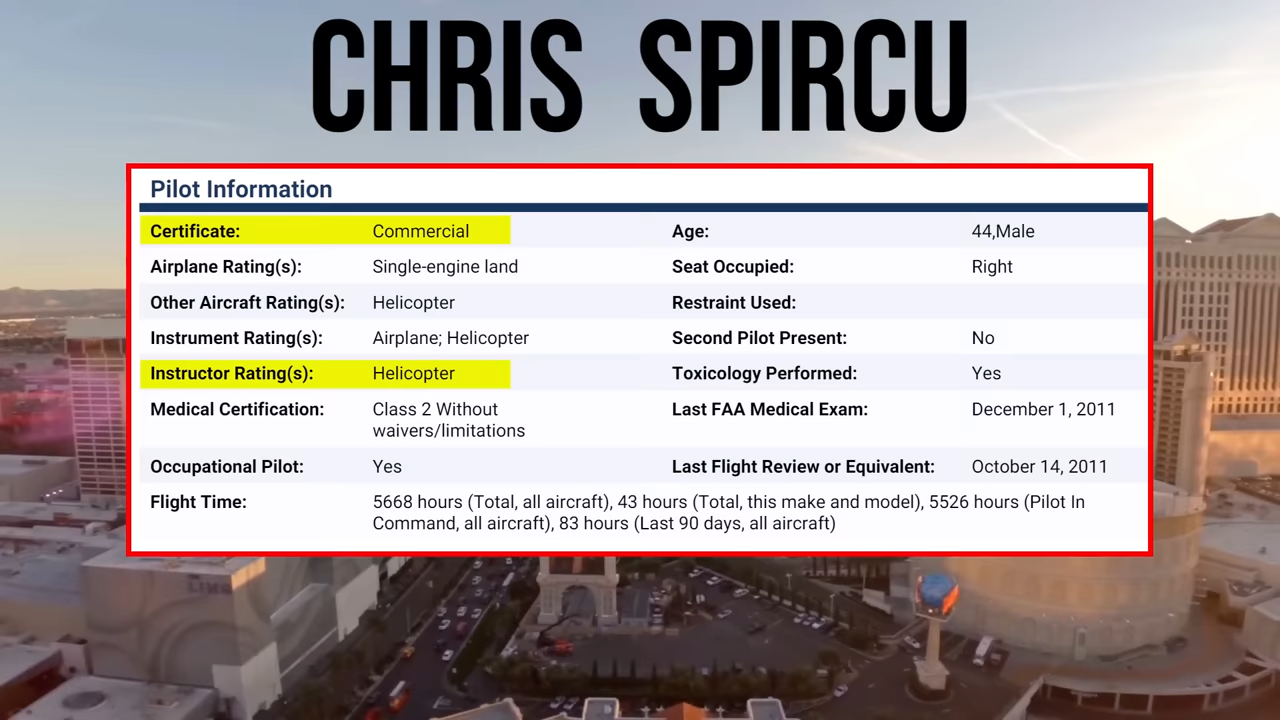 CHRIS SPIRCU
Pilot Information
Certificate: Commercial Age: 44,Male
Airplane Rating(s): Single-engine land Seat Occupied: Right
Other Aircraft Rating(s): Helicopter Restraint Used:
Instrument Rating(s): Airplane; Helicopter Second Pilot Present: No
Instructor Rating(s): Helicopter Toxicology Performed: Yes
Medical Certification: Class 2 Without Last FAA Medical Exam: December 1, 2011
waivers/limitations
Occupational Pilot: Yes Last Flight Review or Equivalent: October 14, 2011
Flight Time: 5668 hours (Total, all aircraft), 43 hours (Total, this make and model), 5526 hours (Pilot In
Command, all aircraft), 83 hours (Last 90 days, all aircraft)